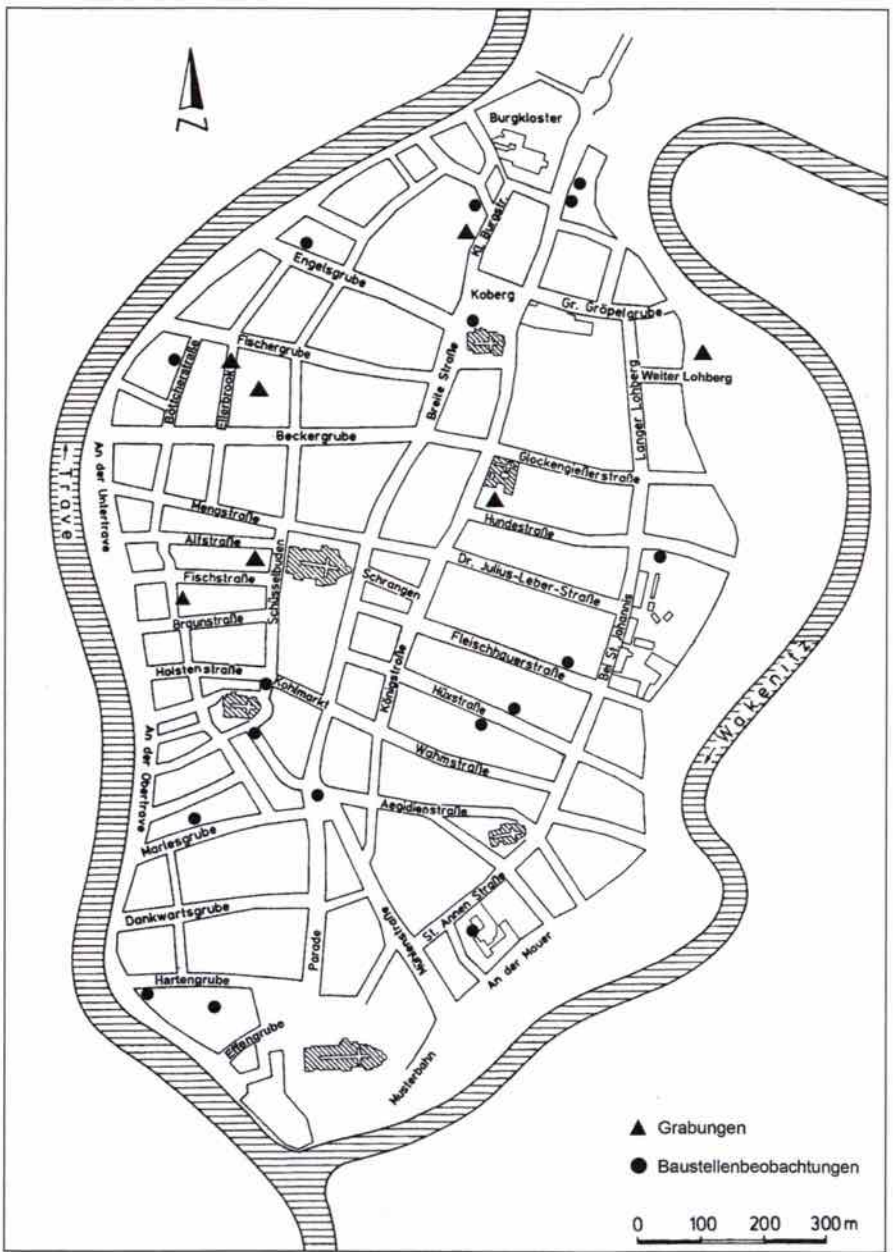 Burgkloster
N
Kl. Burgstr.
Engelsgrube
Koberg
Gr. Gröpelgrube
Fischergrube
Böttcherstraße
Ellerbrook
Breite Straße
Langer Lohberg
Weiter Lohberg
Beckergrube
An der Untertrave
← Trave
Glockengießerstraße
Mengstraße
Hundestraße
Alfstraße
Schüsselbuden
Dr. Julius-Leber-Straße
Fischstraße
Schrangen
Braunstraße
Bei St. Johannis
Fleischhauerstraße
Holstenstraße
Kohlmarkt
Königstraße
Hüxstraße
← Wakenitz
An der Obertrave
Wahmstraße
Aegidienstraße
Marlesgrube
Dankwartsgrube
Parade
Mühlenstraße
St. Annen Straße
An der Mauer
Hartengrube
Effengrube
Musterbahn
▲ Grabungen
● Baustellenbeobachtungen
0 100 200 300 m